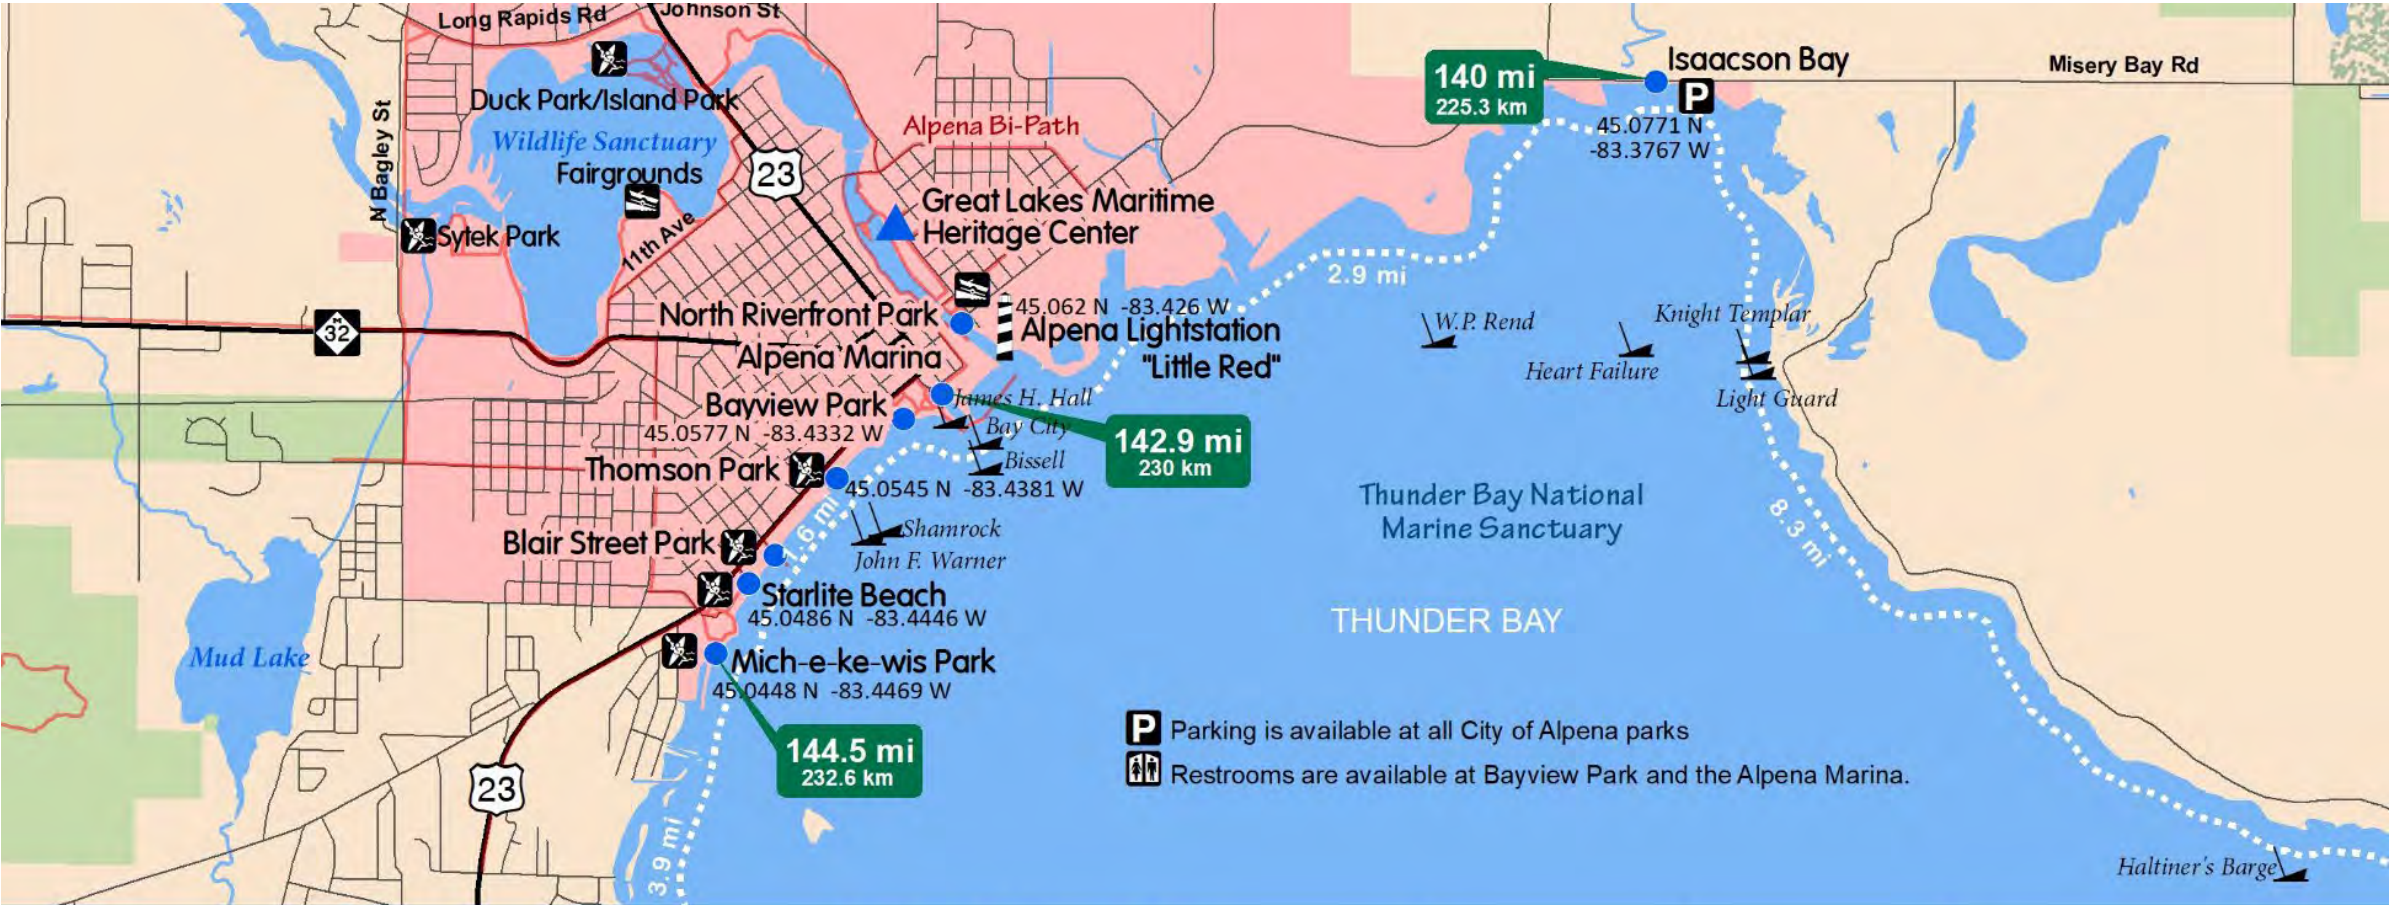 Long Rapids Rd
Johnson St
Duck Park/Island Park
Wildlife Sanctuary
Fairgrounds
N Bagley St
Sytek Park
11th Ave
23
Alpena Bi-Path
Great Lakes Maritime
Heritage Center
140 mi
225.3 km
Isaacson Bay
P
Misery Bay Rd
45.0771 N
-83.3767 W
2.9 mi
M
32
North Riverfront Park
45.062 N -83.426 W
Alpena Lightstation
"Little Red"
Alpena Marina
W.P. Rend
Heart Failure
Knight Templar
Light Guard
Bayview Park
45.0577 N -83.4332 W
James H. Hall
Bay City
Bissell
142.9 mi
230 km
Thomson Park
45.0545 N -83.4381 W
Thunder Bay National
Marine Sanctuary
8.3 mi
1.6 mi
Shamrock
John F. Warner
Blair Street Park
Starlite Beach
45.0486 N -83.4446 W
THUNDER BAY
Mud Lake
Mich-e-ke-wis Park
45.0448 N -83.4469 W
144.5 mi
232.6 km
23
P Parking is available at all City of Alpena parks
Restrooms are available at Bayview Park and the Alpena Marina.
3.9 mi
Haltiner's Barge